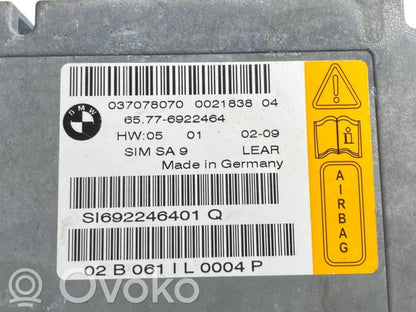 BMW
037078070 0021838 04
65.77-6922464
HW:05 01 02-09
SIM SA 9 LEAR
Made in Germany
SI692246401 Q
02 B 061 I L 0004 P
AIRBAG
i
OVOKO